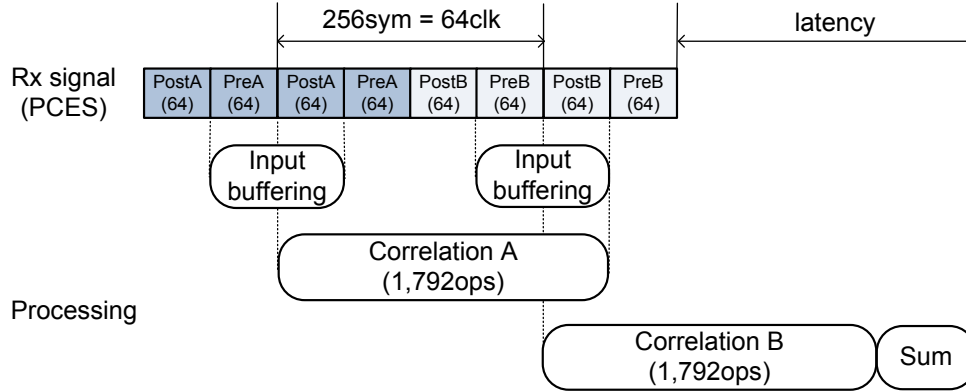 256sym = 64clk
latency
Rx signal
(PCES)
PostA
(64)
PreA
(64)
PostA
(64)
PreA
(64)
PostB
(64)
PreB
(64)
PostB
(64)
PreB
(64)
Input
buffering
Input
buffering
Correlation A
(1,792ops)
Processing
Correlation B
(1,792ops)
Sum